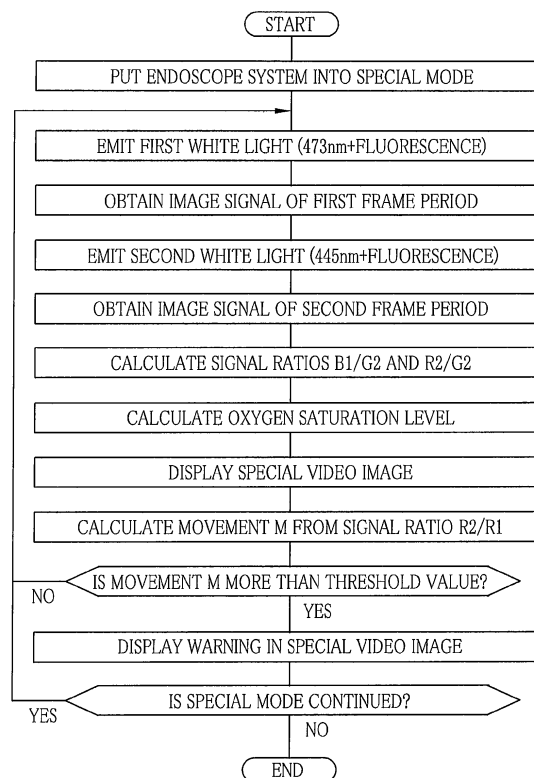 START
PUT ENDOSCOPE SYSTEM INTO SPECIAL MODE
EMIT FIRST WHITE LIGHT (473nm+FLUORESCENCE)
OBTAIN IMAGE SIGNAL OF FIRST FRAME PERIOD
EMIT SECOND WHITE LIGHT (445nm+FLUORESCENCE)
OBTAIN IMAGE SIGNAL OF SECOND FRAME PERIOD
CALCULATE SIGNAL RATIOS B1/G2 AND R2/G2
CALCULATE OXYGEN SATURATION LEVEL
DISPLAY SPECIAL VIDEO IMAGE
CALCULATE MOVEMENT M FROM SIGNAL RATIO R2/R1
IS MOVEMENT M MORE THAN THRESHOLD VALUE?
NO
YES
DISPLAY WARNING IN SPECIAL VIDEO IMAGE
IS SPECIAL MODE CONTINUED?
YES
NO
END